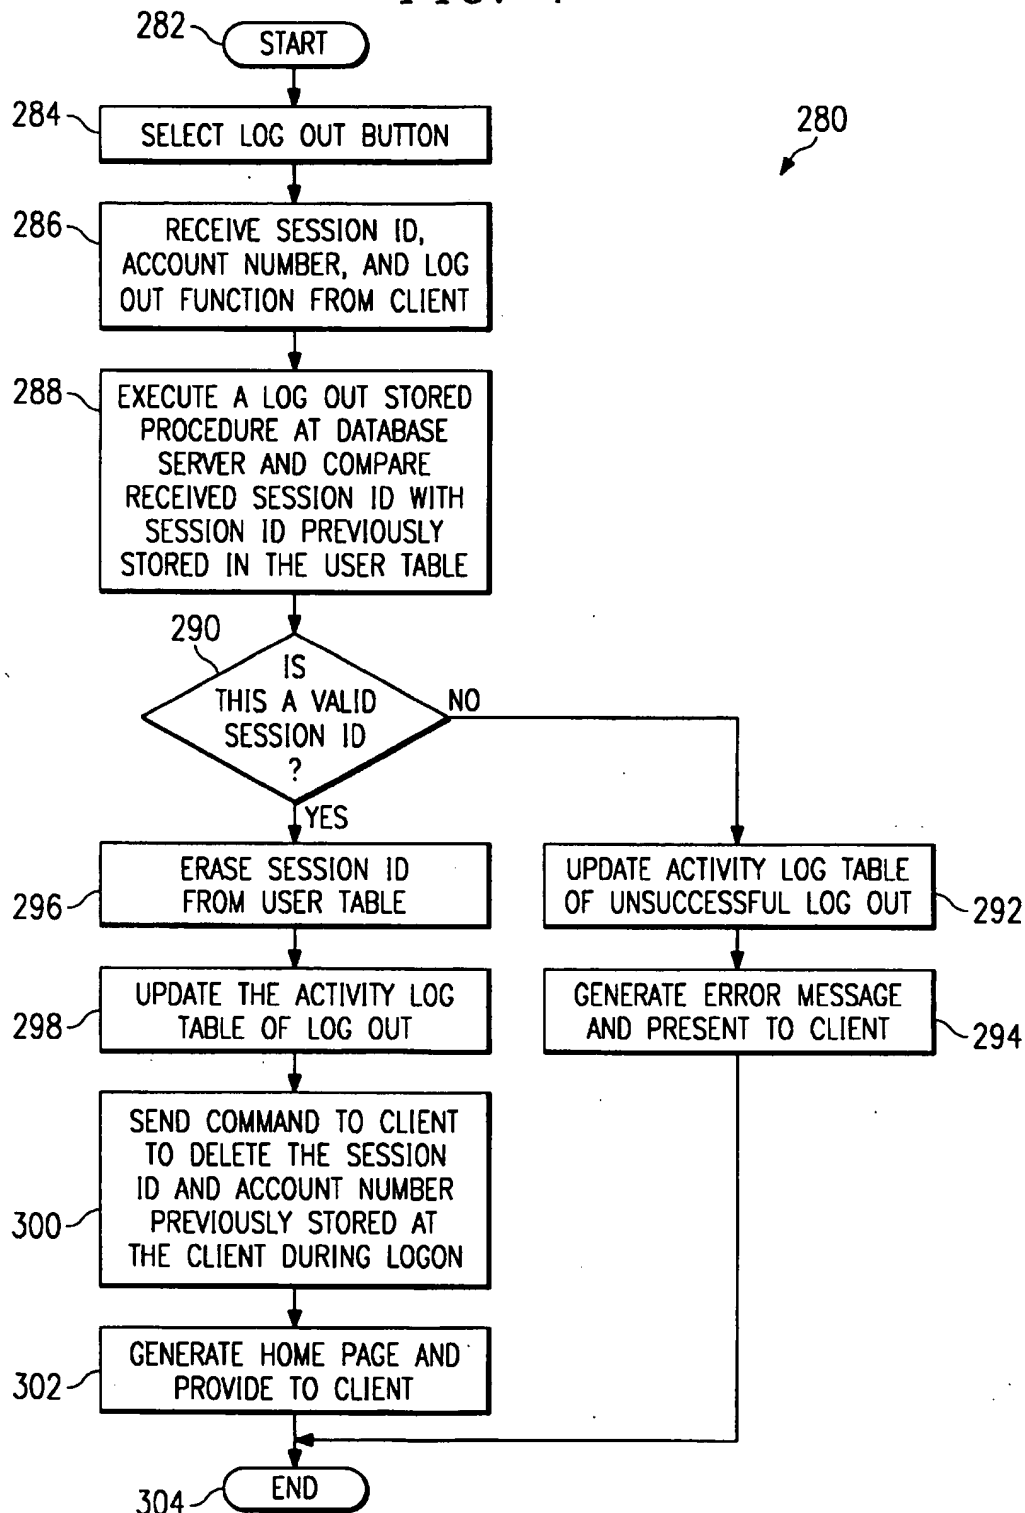 282
START
284
SELECT LOG OUT BUTTON
280
286
RECEIVE SESSION ID,
ACCOUNT NUMBER, AND LOG
OUT FUNCTION FROM CLIENT
288
EXECUTE A LOG OUT STORED
PROCEDURE AT DATABASE
SERVER AND COMPARE
RECEIVED SESSION ID WITH
SESSION ID PREVIOUSLY
STORED IN THE USER TABLE
290
IS
THIS A VALID
SESSION ID
?
NO
YES
296
ERASE SESSION ID
FROM USER TABLE
UPDATE ACTIVITY LOG TABLE
OF UNSUCCESSFUL LOG OUT
292
298
UPDATE THE ACTIVITY LOG
TABLE OF LOG OUT
GENERATE ERROR MESSAGE
AND PRESENT TO CLIENT
294
300
SEND COMMAND TO CLIENT
TO DELETE THE SESSION
ID AND ACCOUNT NUMBER
PREVIOUSLY STORED AT
THE CLIENT DURING LOGON
302
GENERATE HOME PAGE AND
PROVIDE TO CLIENT
304
END